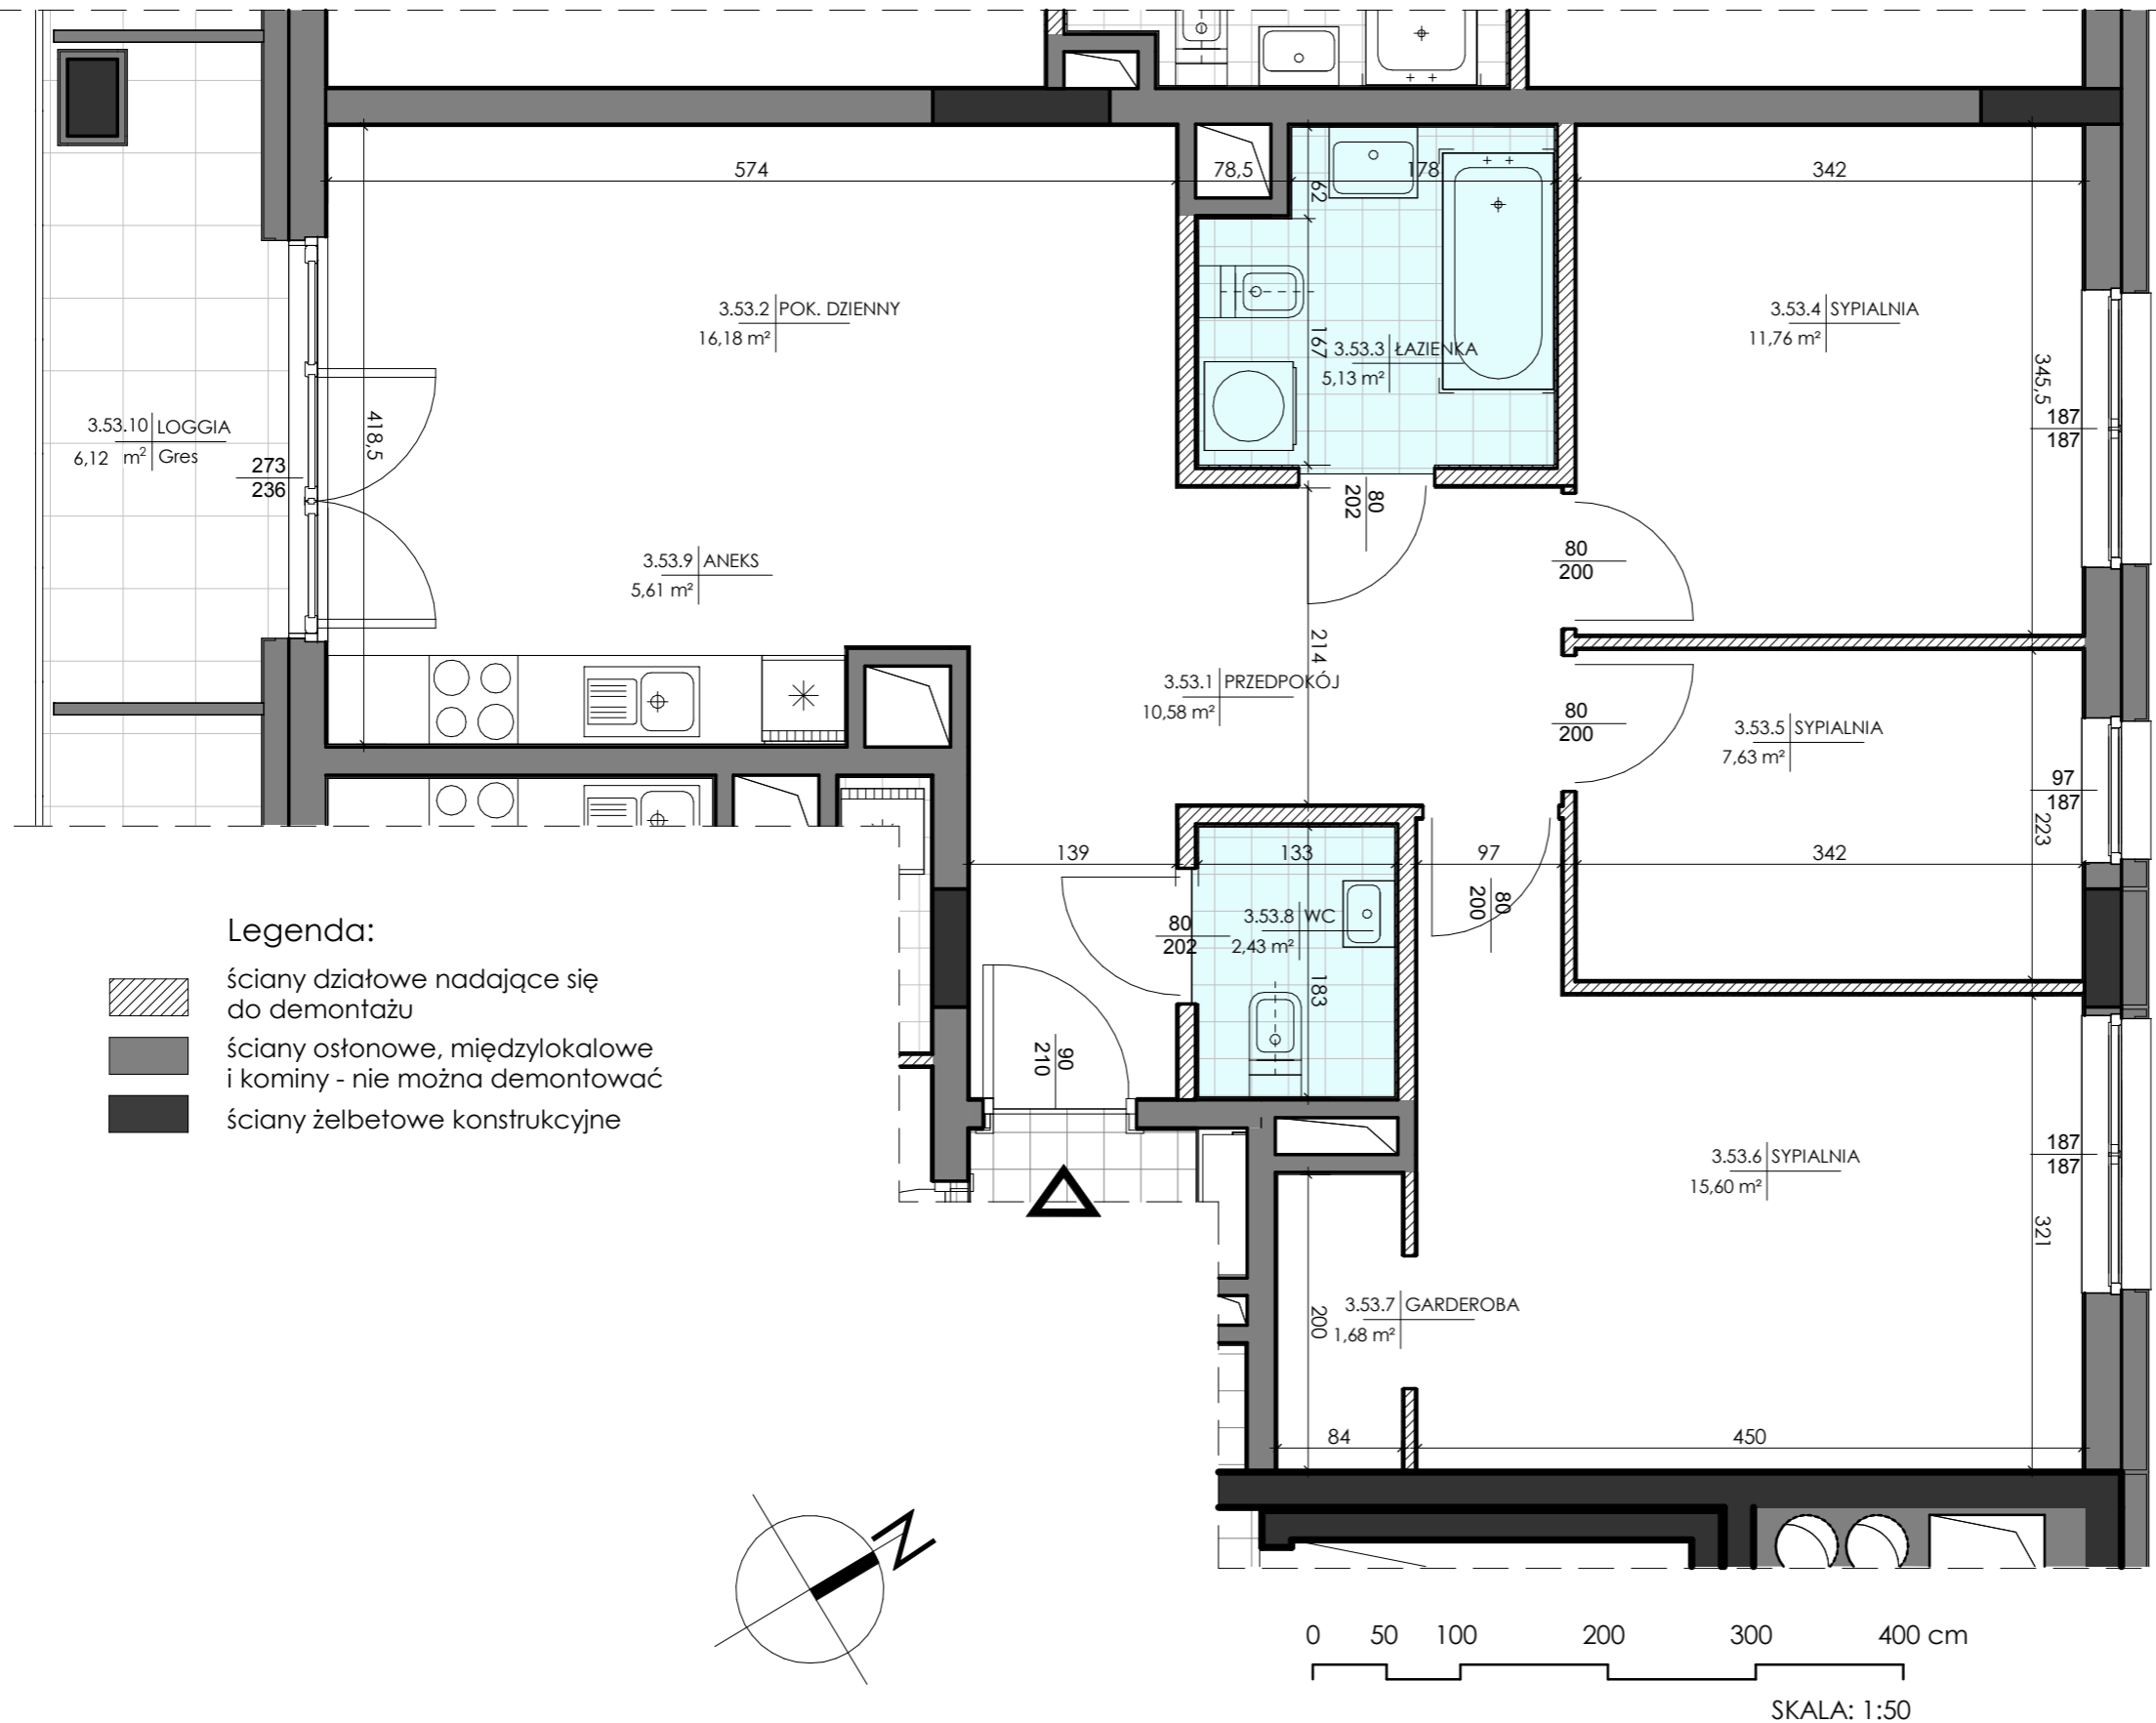 574
78,5
178
342
62
3.53.2 POK. DZIENNY
16,18 m²
3.53.4 SYPIALNIA
11,76 m²
167
3.53.3 ŁAZIENKA
5,13 m²
345,5
187
187
3.53.10 LOGGIA
6,12 m² Gres
418,5
273
236
80
202
80
200
3.53.9 ANEKS
5,61 m²
214
3.53.1 PRZEDPOKÓJ
10,58 m²
80
200
3.53.5 SYPIALNIA
7,63 m²
97
187
223
139
133
97
342
80
200
80
202
3.53.8 WC
2,43 m²
183
90
210
Legenda:
ściany działowe nadające się
do demontażu
ściany osłonowe, międzylokalowe
i kominy - nie można demontować
ściany żelbetowe konstrukcyjne
3.53.6 SYPIALNIA
15,60 m²
187
187
321
200
3.53.7 GARDEROBA
1,68 m²
84
450
N
0 50 100 200 300 400 cm
SKALA: 1:50